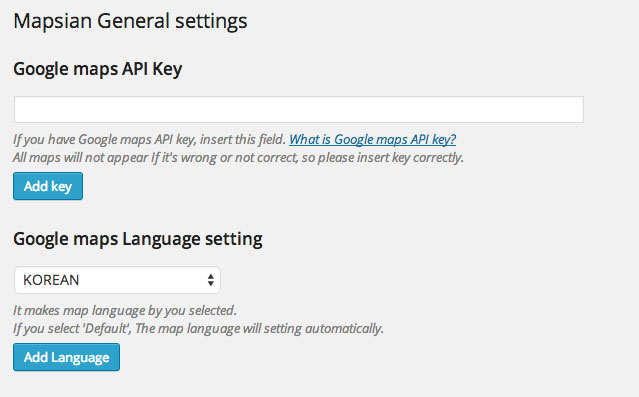 Mapsian General settings
Google maps API Key
If you have Google maps API key, insert this field. What is Google maps API key?
All maps will not appear If it's wrong or not correct, so please insert key correctly.
Add key
Google maps Language setting
KOREAN
It makes map language by you selected.
If you select 'Default', The map language will setting automatically.
Add Language